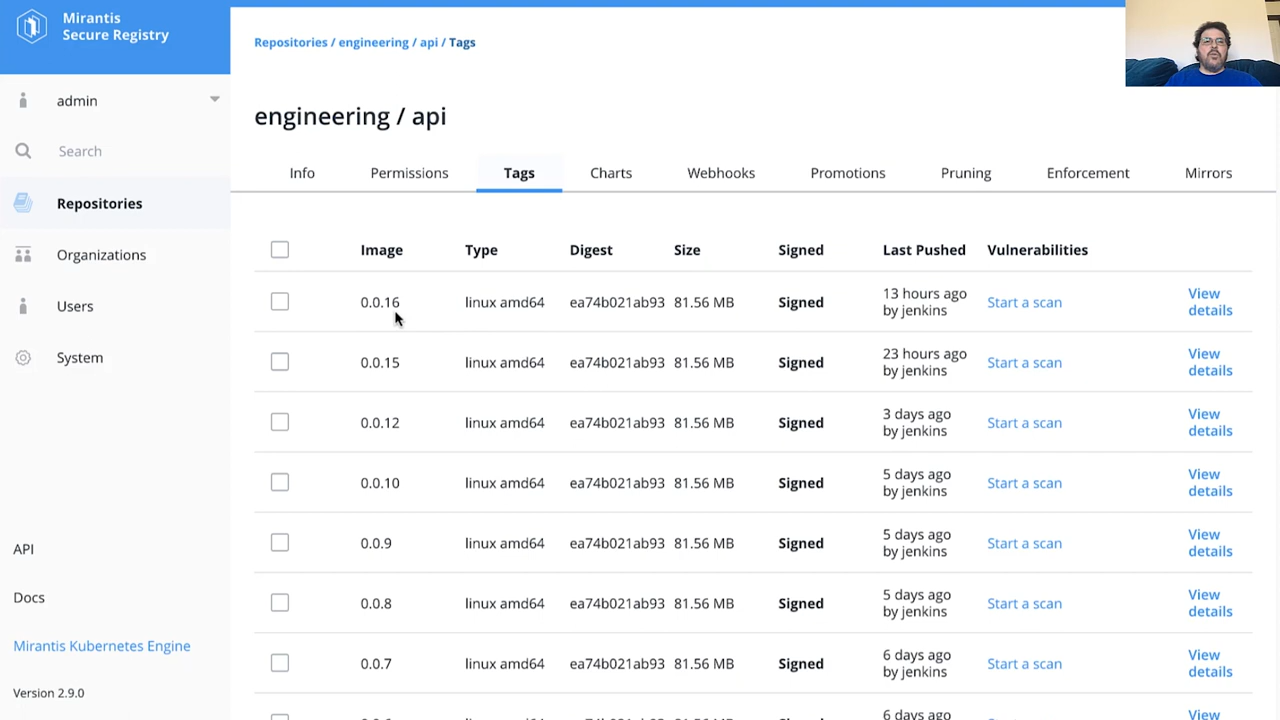 Mirantis
Secure Registry
admin
Search
Repositories
Organizations
Users
System
API
Docs
Mirantis Kubernetes Engine
Version 2.9.0
Repositories / engineering / api / Tags
engineering / api
Info Permissions Tags Charts Webhooks Promotions Pruning Enforcement Mirrors
Image Type Digest Size Signed Last Pushed Vulnerabilities
0.0.16 linux amd64 ea74b021ab93 81.56 MB Signed 13 hours ago by jenkins Start a scan View details
0.0.15 linux amd64 ea74b021ab93 81.56 MB Signed 23 hours ago by jenkins Start a scan View details
0.0.12 linux amd64 ea74b021ab93 81.56 MB Signed 3 days ago by jenkins Start a scan View details
0.0.10 linux amd64 ea74b021ab93 81.56 MB Signed 5 days ago by jenkins Start a scan View details
0.0.9 linux amd64 ea74b021ab93 81.56 MB Signed 5 days ago by jenkins Start a scan View details
0.0.8 linux amd64 ea74b021ab93 81.56 MB Signed 5 days ago by jenkins Start a scan View details
0.0.7 linux amd64 ea74b021ab93 81.56 MB Signed 6 days ago by jenkins Start a scan View details
6 days ago View